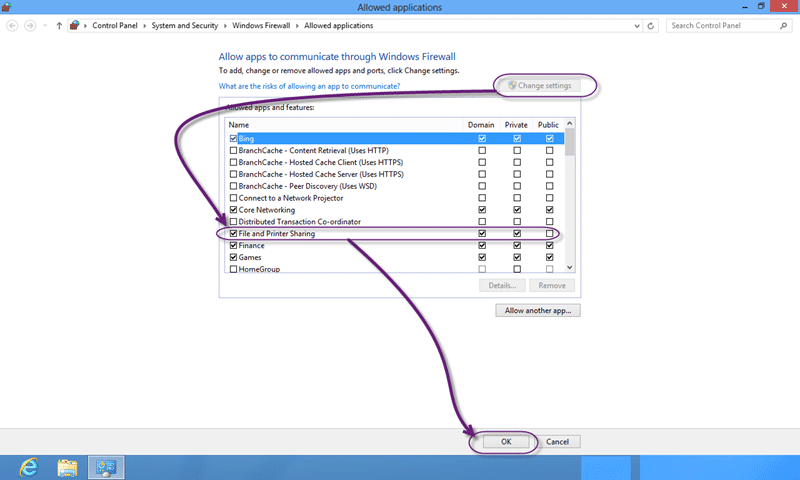 Allowed applications
Control Panel System and Security Windows Firewall Allowed applications
Search Control Panel
Allow apps to communicate through Windows Firewall
To add, change or remove allowed apps and ports, click Change settings.
What are the risks of allowing an app to communicate?
Change settings
Allowed apps and features:
Name Domain Private Public
Bing
BranchCache - Content Retrieval (Uses HTTP)
BranchCache - Hosted Cache Client (Uses HTTPS)
BranchCache - Hosted Cache Server (Uses HTTPS)
BranchCache - Peer Discovery (Uses WSD)
Connect to a Network Projector
Core Networking
Distributed Transaction Co-ordinator
File and Printer Sharing
Finance
Games
HomeGroup
Details... Remove
Allow another app...
OK Cancel